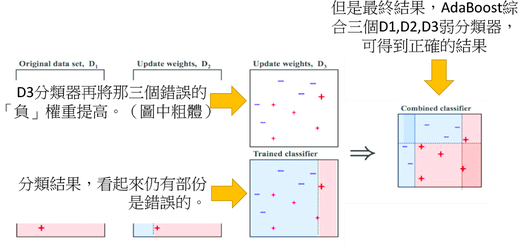 但是最終結果，AdaBoost綜
合三個D1,D2,D3弱分類器，
可得到正確的結果
Original data set, D₁
Update weights, D₂
Update weights, D₃
D3分類器再將那三個錯誤的
「負」權重提高。（圖中粗體）
Combined classifier
Trained classifier
分類結果，看起來仍有部份
是錯誤的。